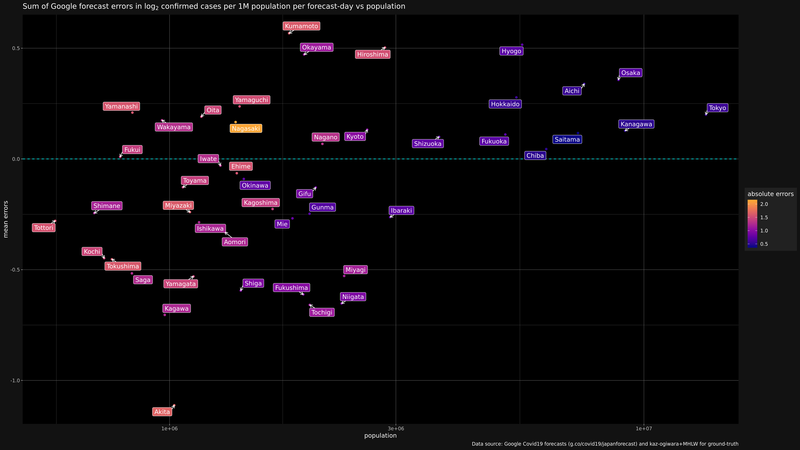 Sum of Google forecast errors in log₂ confirmed cases per 1M population per forecast-day vs population
Kumamoto
Okayama
Hiroshima
Hyogo
Osaka
Aichi
Yamaguchi
Yamanashi
Oita
Hokkaido
Tokyo
Wakayama
Nagasaki
Kanagawa
Nagano
Kyoto
Shizuoka
Fukuoka
Saitama
Fukui
Iwate
Chiba
Ehime
Toyama
Okinawa
Gifu
Shimane
Miyazaki
Kagoshima
Gunma
Ibaraki
Tottori
Ishikawa
Mie
Aomori
Kochi
Tokushima
Miyagi
Saga
Yamagata
Shiga
Fukushima
Niigata
Kagawa
Tochigi
Akita
0.5
0.0
-0.5
-1.0
mean errors
1e+06
3e+06
1e+07
population
absolute errors
2.0
1.5
1.0
0.5
Data source: Google Covid19 forecasts (g.co/covid19/japanforecast) and kaz-ogiwara+MHLW for ground-truth